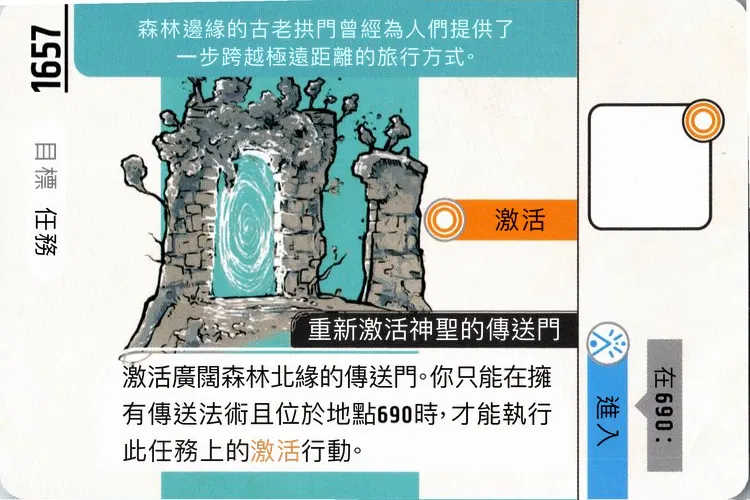 森林邊緣的古老拱門曾經為人們提供了
一步跨越極遠距離的旅行方式。
1657
目標 任務
激活
重新激活神聖的傳送門
激活廣闊森林北緣的傳送門。你只能在擁
有傳送法術且位於地點690時，才能執行
此任務上的激活行動。
在690：
進入